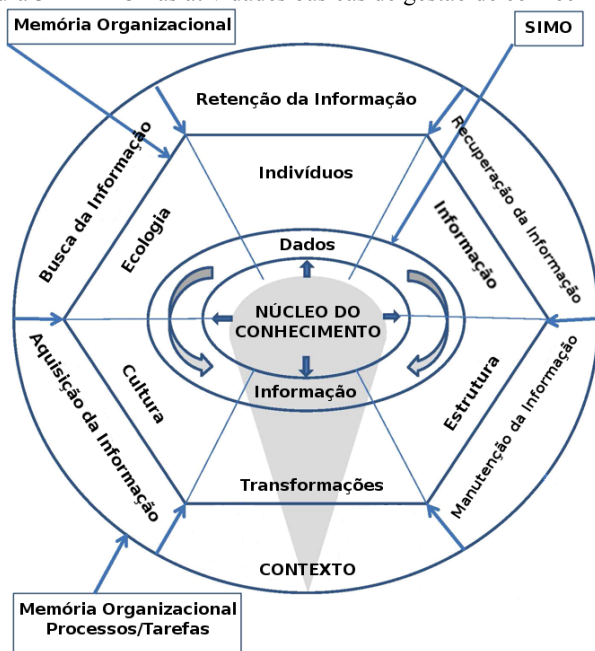 Memória Organizacional
SIMO
Retenção da Informação
Busca da Informação
Recuperação da Informação
Indivíduos
Ecologia
Informação
Dados
NÚCLEO DO
CONHECIMENTO
Informação
Cultura
Estrutura
Aquisição da Informação
Manutenção da Informação
Transformações
CONTEXTO
Memória Organizacional
Processos/Tarefas